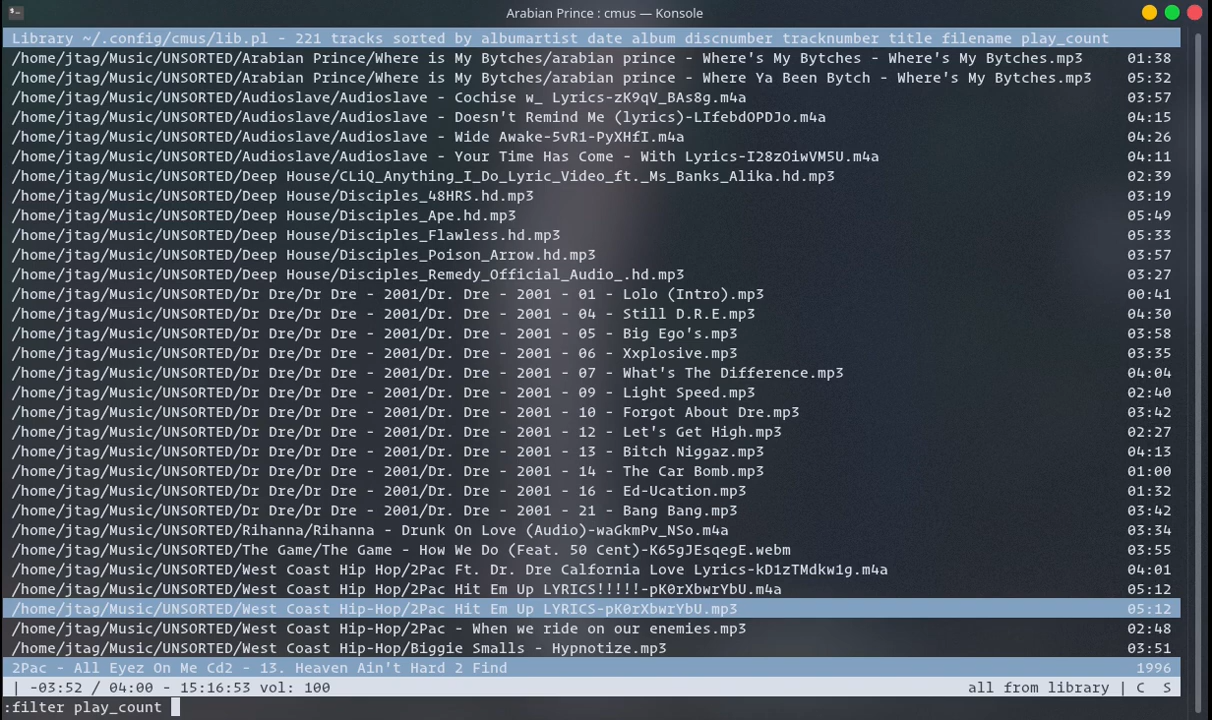 Arabian Prince : cmus — Konsole
Library ~/.config/cmus/lib.pl - 221 tracks sorted by albumartist date album discnumber tracknumber title filename play_count
/home/jtag/Music/UNSORTED/Arabian Prince/Where is My Bytches/arabian prince - Where's My Bytches - Where's My Bytches.mp3 01:38
/home/jtag/Music/UNSORTED/Arabian Prince/Where is My Bytches/arabian prince - Where Ya Been Bytch - Where's My Bytches.mp3 05:32
/home/jtag/Music/UNSORTED/Audioslave/Audioslave - Cochise w_ Lyrics-zK9qV_BAs8g.m4a 03:57
/home/jtag/Music/UNSORTED/Audioslave/Audioslave - Doesn't Remind Me (lyrics)-LIfebdOPDJo.m4a 04:15
/home/jtag/Music/UNSORTED/Audioslave/Audioslave - Wide Awake-5vR1-PyXHfI.m4a 04:26
/home/jtag/Music/UNSORTED/Audioslave/Audioslave - Your Time Has Come - With Lyrics-I28zOiwVM5U.m4a 04:11
/home/jtag/Music/UNSORTED/Deep House/CLiQ_Anything_I_Do_Lyric_Video_ft._Ms_Banks_Alika.hd.mp3 02:39
/home/jtag/Music/UNSORTED/Deep House/Disciples_48HRS.hd.mp3 03:19
/home/jtag/Music/UNSORTED/Deep House/Disciples_Ape.hd.mp3 05:49
/home/jtag/Music/UNSORTED/Deep House/Disciples_Flawless.hd.mp3 05:33
/home/jtag/Music/UNSORTED/Deep House/Disciples_Poison_Arrow.hd.mp3 03:57
/home/jtag/Music/UNSORTED/Deep House/Disciples_Remedy_Official_Audio_.hd.mp3 03:27
/home/jtag/Music/UNSORTED/Dr Dre/Dr Dre - 2001/Dr. Dre - 2001 - 01 - Lolo (Intro).mp3 00:41
/home/jtag/Music/UNSORTED/Dr Dre/Dr Dre - 2001/Dr. Dre - 2001 - 04 - Still D.R.E.mp3 04:30
/home/jtag/Music/UNSORTED/Dr Dre/Dr Dre - 2001/Dr. Dre - 2001 - 05 - Big Ego's.mp3 03:58
/home/jtag/Music/UNSORTED/Dr Dre/Dr Dre - 2001/Dr. Dre - 2001 - 06 - Xxplosive.mp3 03:35
/home/jtag/Music/UNSORTED/Dr Dre/Dr Dre - 2001/Dr. Dre - 2001 - 07 - What's The Difference.mp3 04:04
/home/jtag/Music/UNSORTED/Dr Dre/Dr Dre - 2001/Dr. Dre - 2001 - 09 - Light Speed.mp3 02:40
/home/jtag/Music/UNSORTED/Dr Dre/Dr Dre - 2001/Dr. Dre - 2001 - 10 - Forgot About Dre.mp3 03:42
/home/jtag/Music/UNSORTED/Dr Dre/Dr Dre - 2001/Dr. Dre - 2001 - 12 - Let's Get High.mp3 02:27
/home/jtag/Music/UNSORTED/Dr Dre/Dr Dre - 2001/Dr. Dre - 2001 - 13 - Bitch Niggaz.mp3 04:13
/home/jtag/Music/UNSORTED/Dr Dre/Dr Dre - 2001/Dr. Dre - 2001 - 14 - The Car Bomb.mp3 01:00
/home/jtag/Music/UNSORTED/Dr Dre/Dr Dre - 2001/Dr. Dre - 2001 - 16 - Ed-Ucation.mp3 01:32
/home/jtag/Music/UNSORTED/Dr Dre/Dr Dre - 2001/Dr. Dre - 2001 - 21 - Bang Bang.mp3 03:42
/home/jtag/Music/UNSORTED/Rihanna/Rihanna - Drunk On Love (Audio)-waGkmPv_NSo.m4a 03:34
/home/jtag/Music/UNSORTED/The Game/The Game - How We Do (Feat. 50 Cent)-K65gJEsqegE.webm 03:55
/home/jtag/Music/UNSORTED/West Coast Hip Hop/2Pac Ft. Dr. Dre Calfornia Love Lyrics-kD1zTMdkw1g.m4a 04:01
/home/jtag/Music/UNSORTED/West Coast Hip Hop/2Pac Hit Em Up LYRICS!!!!!-pK0rXbwrYbU.m4a 05:12
/home/jtag/Music/UNSORTED/West Coast Hip-Hop/2Pac Hit Em Up LYRICS-pK0rXbwrYbU.mp3 05:12
/home/jtag/Music/UNSORTED/West Coast Hip-Hop/2Pac - When we ride on our enemies.mp3 02:48
/home/jtag/Music/UNSORTED/West Coast Hip-Hop/Biggie Smalls - Hypnotize.mp3 03:51
2Pac - All Eyez On Me Cd2 - 13. Heaven Ain't Hard 2 Find 1996
| -03:52 / 04:00 - 15:16:53 vol: 100 all from library | C S
:filter play_count